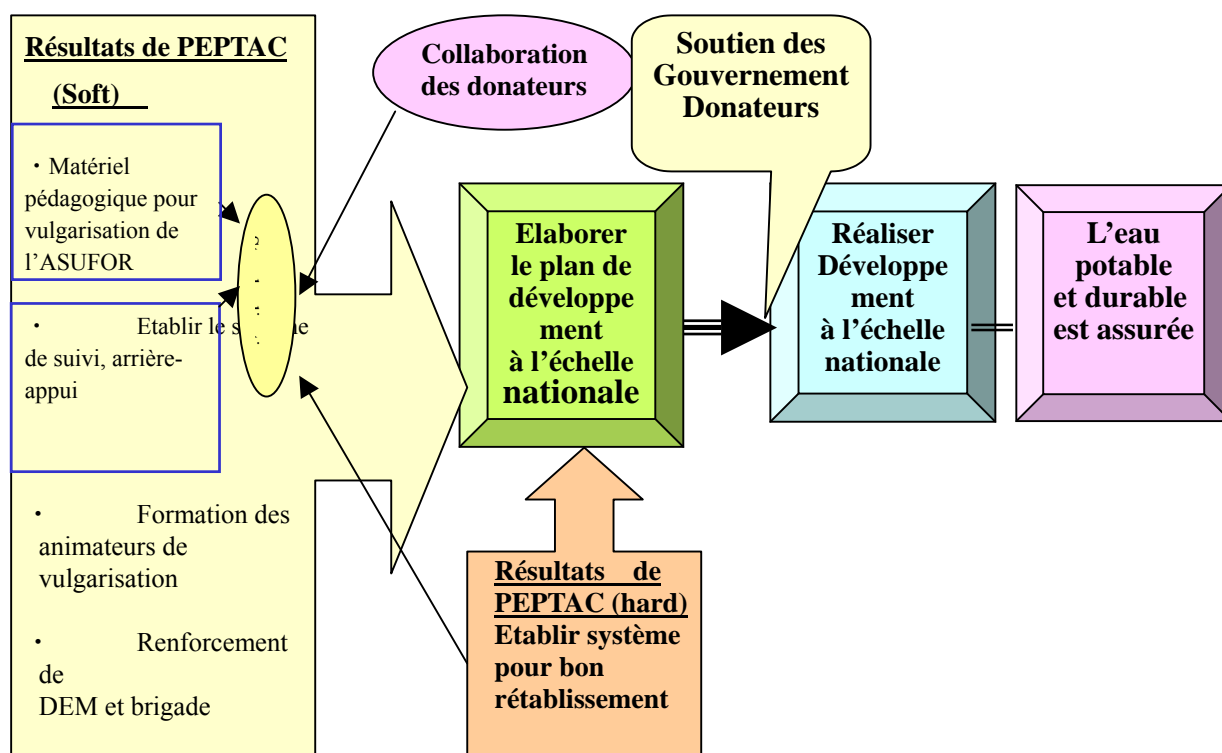 Résultats de PEPTAC
(Soft)
・ Matériel
pédagogique pour
vulgarisation de
l’ASUFOR
・ Etablir le
de suivi, arrière-
appui
・ Formation des
animateurs de
vulgarisation
・ Renforcement
de
DEM et brigade
Collaboration
des donateurs
Soutien des
Gouvernement
Donateurs
Elaborer
le plan de
développe
ment
à l’échelle
nationale
Réaliser
Développe
ment
à l’échelle
nationale
L’eau
potable
et durable
est assurée
Résultats de
PEPTAC (hard)
Etablir système
pour bon
rétablissement